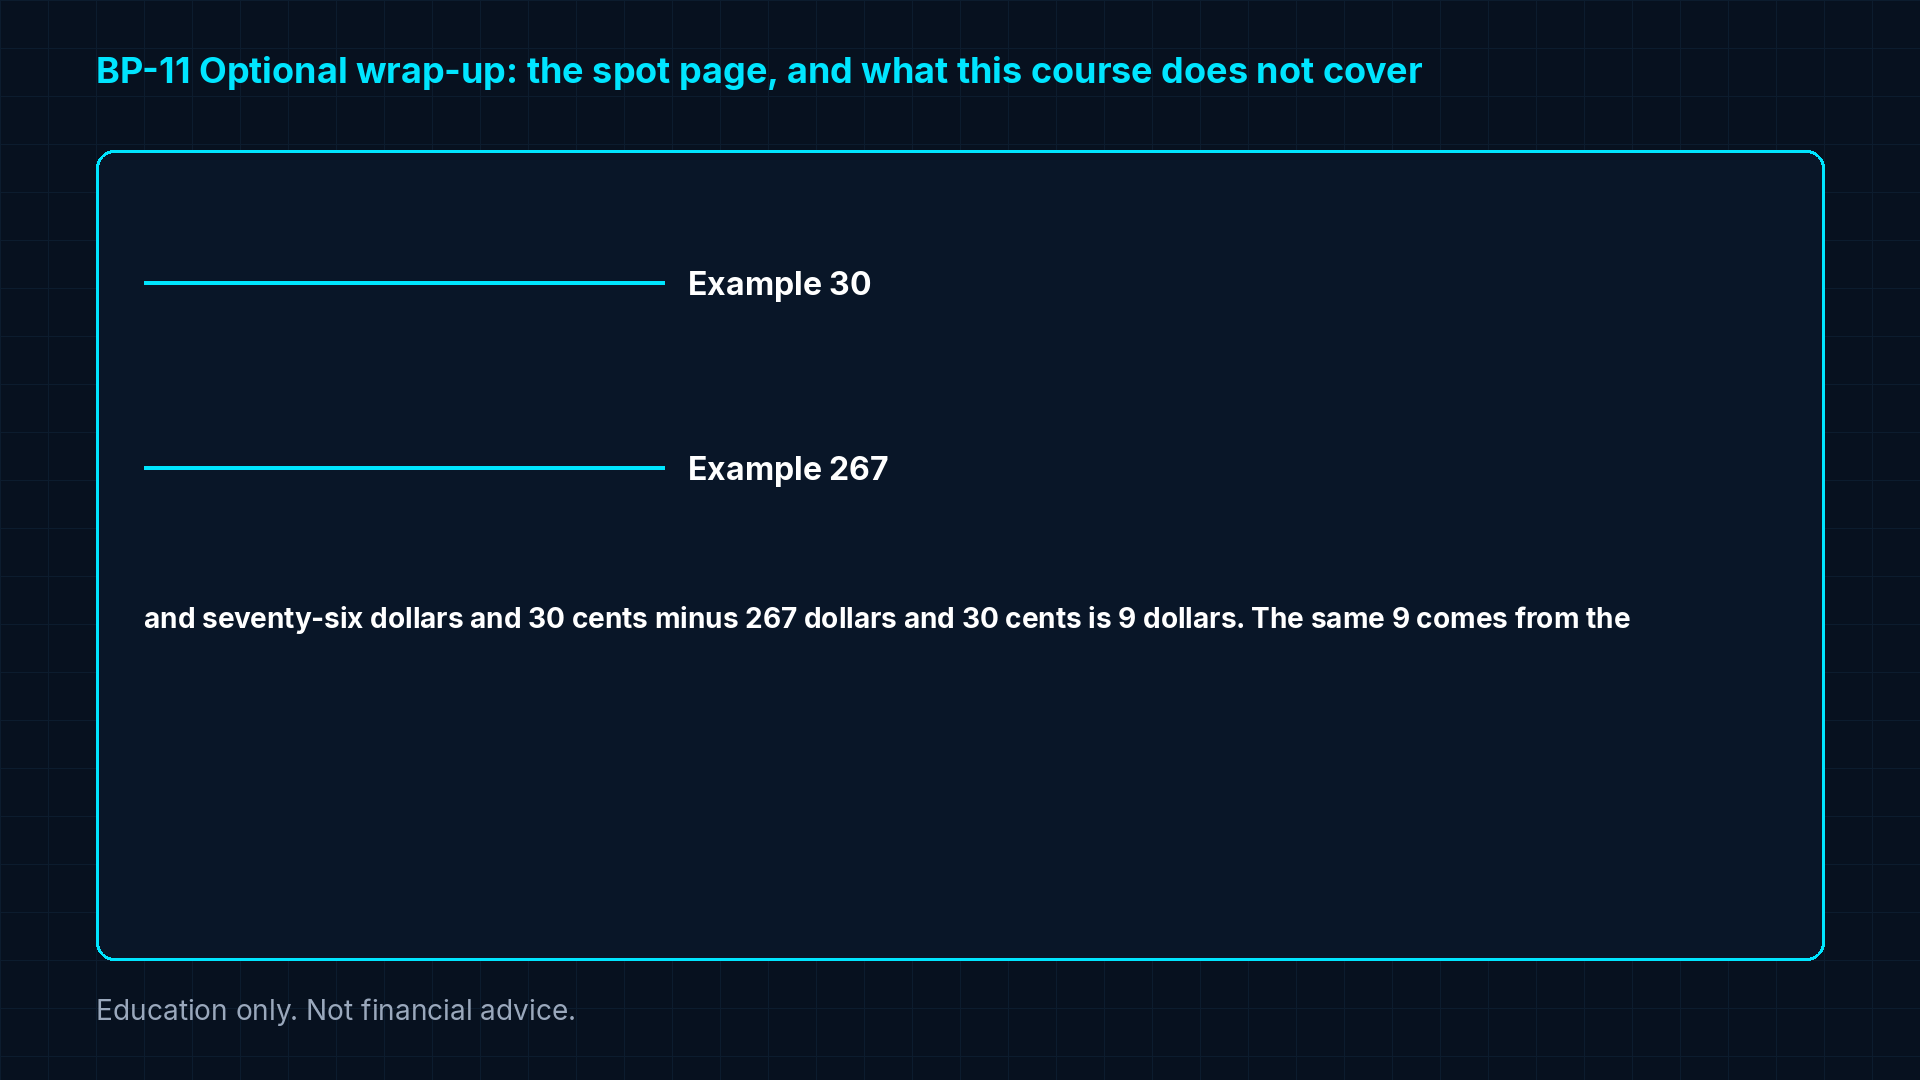 BP-11 Optional wrap-up: the spot page, and what this course does not cover
Example 30
Example 267
and seventy-six dollars and 30 cents minus 267 dollars and 30 cents is 9 dollars. The same 9 comes from the
Education only. Not financial advice.